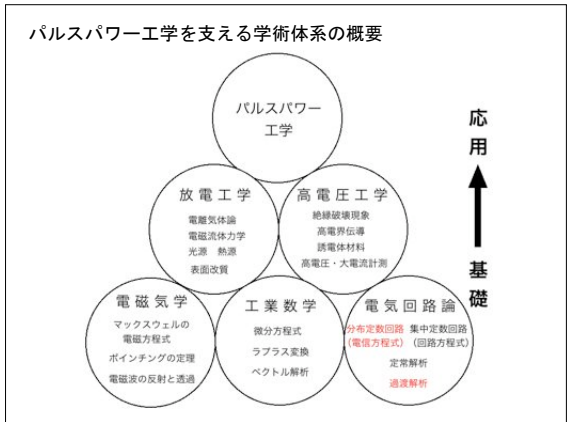 パルスパワー工学を支える学術体系の概要
パルスパワー
工学
応用
基礎
放電工学
電離気体論
電磁流体力学
光源 熱源
表面改質
高電圧工学
絶縁破壊現象
高電界伝導
誘電体材料
高電圧・大電流計測
電磁気学
マックスウェルの
電磁方程式
ポインチングの定理
電磁波の反射と透過
工業数学
微分方程式
ラプラス変換
ベクトル解析
電気回路論
分布定数回路 集中定数回路
(電信方程式) (回路方程式)
定常解析
過渡解析